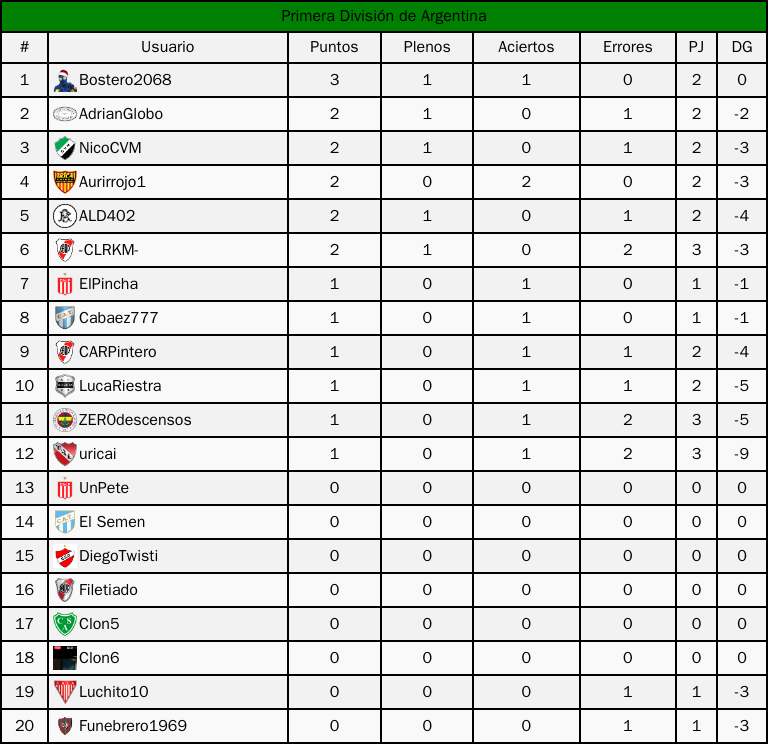 Primera División de Argentina
# Usuario Puntos Plenos Aciertos Errores PJ DG
1 Bostero2068 3 1 1 0 2 0
2 AdrianGlobo 2 1 0 1 2 -2
3 NicoCVM 2 1 0 1 2 -3
4 Aurirrojo1 2 0 2 0 2 -3
5 ALD402 2 1 0 1 2 -4
6 -CLRKM- 2 1 0 2 3 -3
7 ElPincha 1 0 1 0 1 -1
8 Cabaez777 1 0 1 0 1 -1
9 CARPintero 1 0 1 1 2 -4
10 LucaRiestra 1 0 1 1 2 -5
11 ZER0descensos 1 0 1 2 3 -5
12 uricai 1 0 1 2 3 -9
13 UnPete 0 0 0 0 0 0
14 El Semen 0 0 0 0 0 0
15 DiegoTwisti 0 0 0 0 0 0
16 Filetiado 0 0 0 0 0 0
17 Clon5 0 0 0 0 0 0
18 Clon6 0 0 0 0 0 0
19 Luchito10 0 0 0 1 1 -3
20 Funebrero1969 0 0 0 1 1 -3